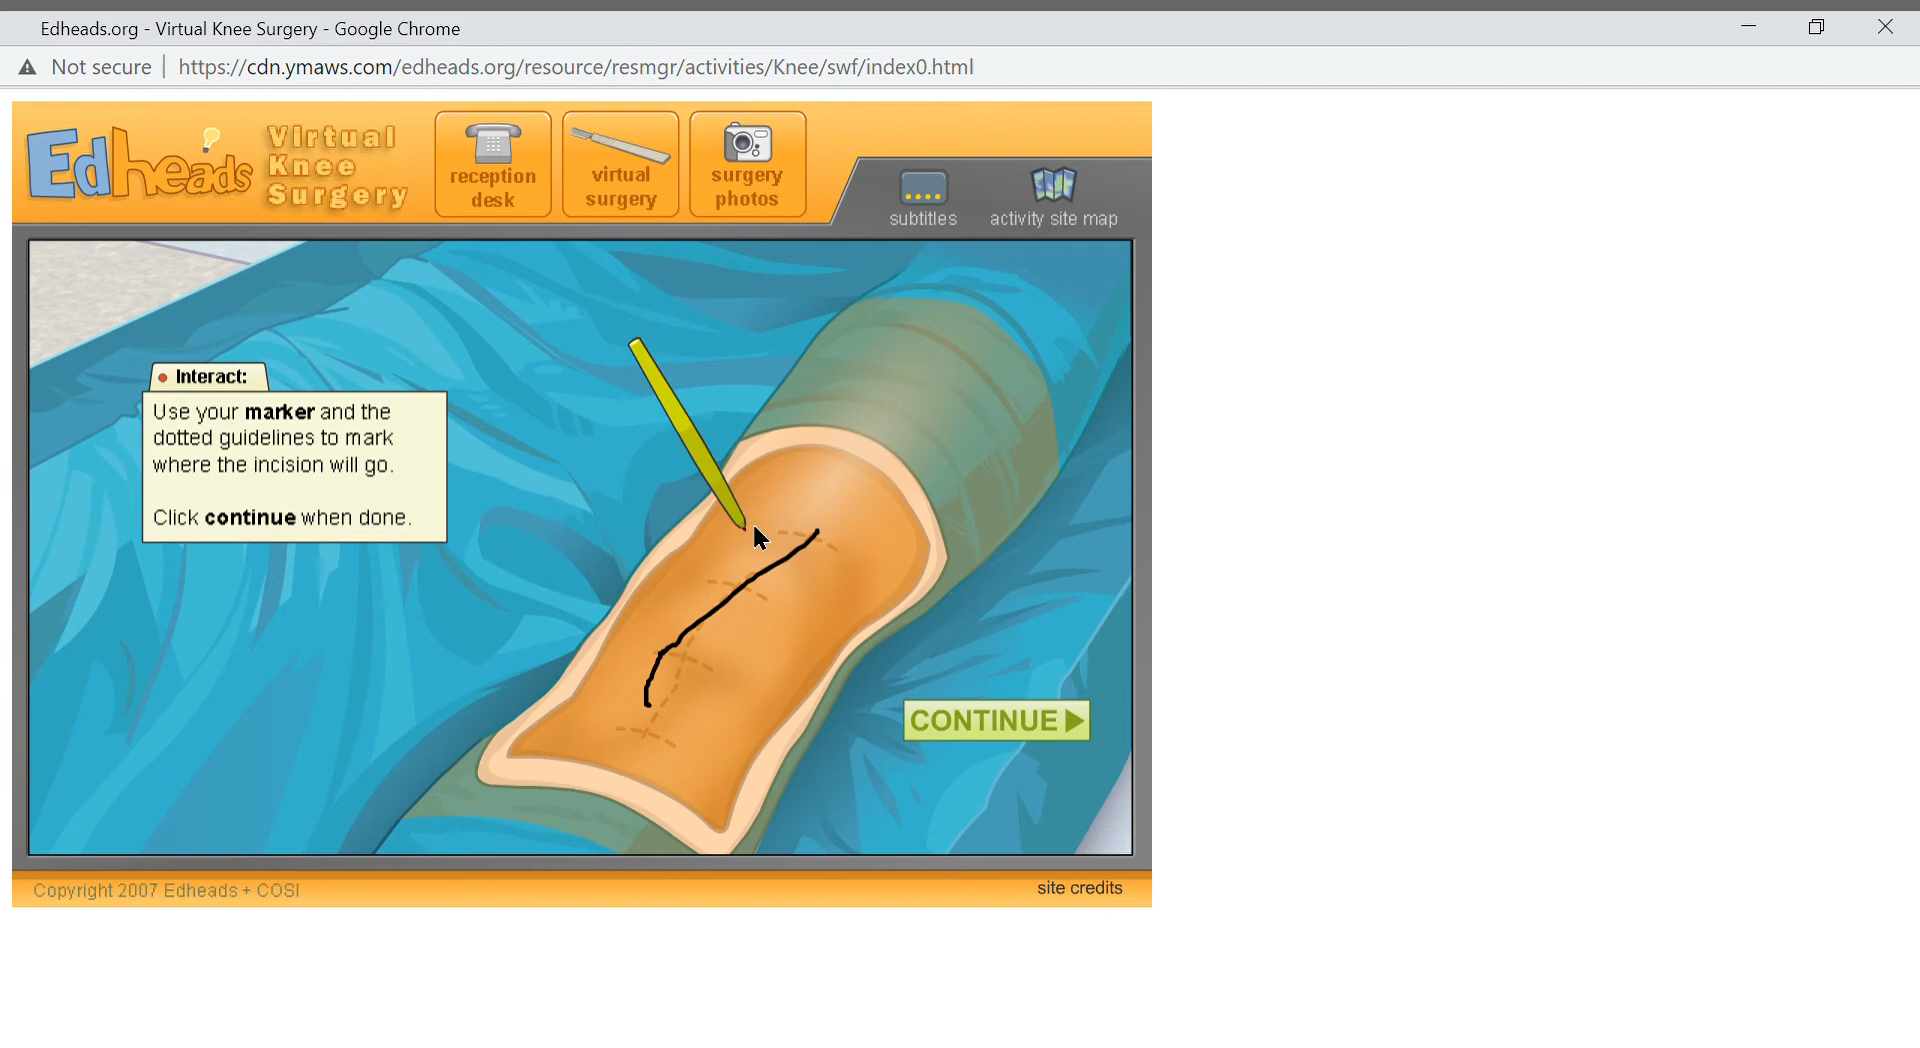 Edheads.org - Virtual Knee Surgery - Google Chrome
Not secure
https://cdn.ymaws.com/edheads.org/resource/resmgr/activities/Knee/swf/index0.html
Edheads
Virtual
Knee
Surgery
reception
desk
virtual
surgery
surgery
photos
subtitles
activity site map
Interact:
Use your marker and the
dotted guidelines to mark
where the incision will go.
Click continue when done.
CONTINUE
Copyright 2007 Edheads + COSI
site credits